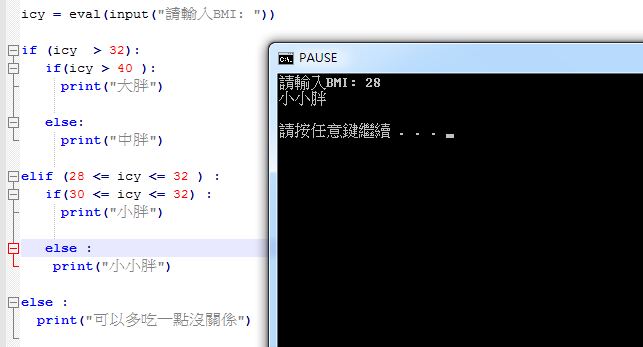 icy = eval(input("請輸入BMI: "))
if (icy  > 32):
if(icy > 40 ):
print("大胖")
else:
print("中胖")
elif (28 <= icy <= 32 ) :
if(30 <= icy <= 32) :
print("小胖")
else :
print("小小胖")
else :
print("可以多吃一點沒關係")
C:\. PAUSE
請輸入BMI: 28
小小胖
請按任意鍵繼續 . . .